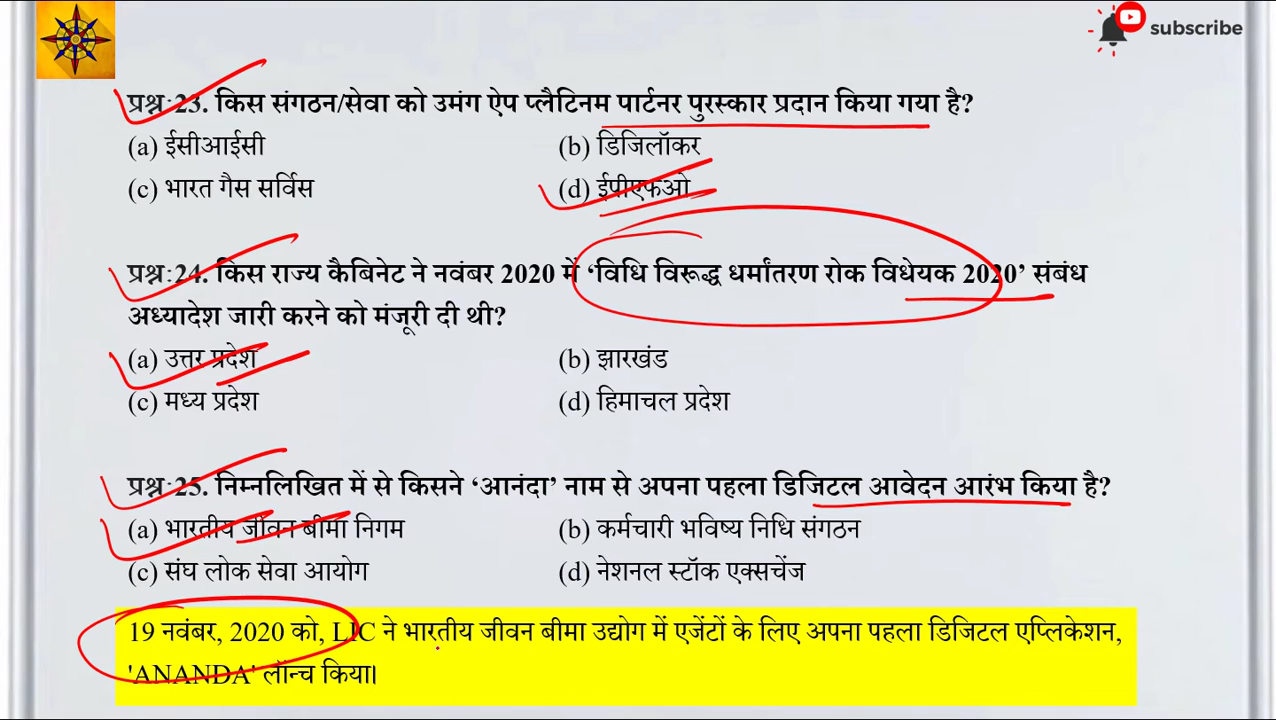 subscribe
प्रश्न:23. किस संगठन/सेवा को उमंग ऐप प्लैटिनम पार्टनर पुरस्कार प्रदान किया गया है?
(a) ईसीआईसी (b) डिजिलॉकर
(c) भारत गैस सर्विस (d) ईपीएफओ
प्रश्न:24. किस राज्य कैबिनेट ने नवंबर 2020 में ‘विधि विरूद्ध धर्मांतरण रोक विधेयक 2020’ संबंध
अध्यादेश जारी करने को मंजूरी दी थी?
(a) उत्तर प्रदेश (b) झारखंड
(c) मध्य प्रदेश (d) हिमाचल प्रदेश
प्रश्न:25. निम्नलिखित में से किसने ‘आनंदा’ नाम से अपना पहला डिजिटल आवेदन आरंभ किया है?
(a) भारतीय जीवन बीमा निगम (b) कर्मचारी भविष्य निधि संगठन
(c) संघ लोक सेवा आयोग (d) नेशनल स्टॉक एक्सचेंज
19 नवंबर, 2020 को, LIC ने भारतीय जीवन बीमा उद्योग में एजेंटों के लिए अपना पहला डिजिटल एप्लिकेशन,
'ANANDA' लॉन्च किया।